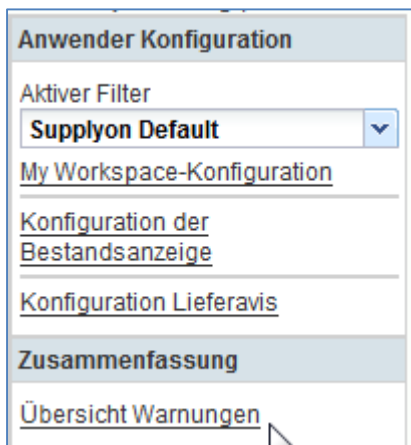 Anwender Konfiguration
Aktiver Filter
Supplyon Default
My Workspace-Konfiguration
Konfiguration der
Bestandsanzeige
Konfiguration Lieferavis
Zusammenfassung
Übersicht Warnungen